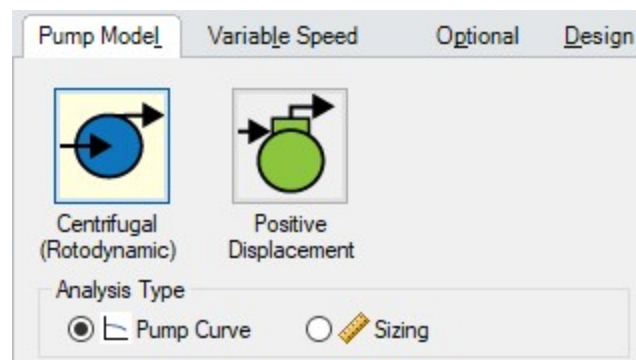 Pump Model Variable Speed Optional Design
Centrifugal
(Rotodynamic)
Positive
Displacement
Analysis Type
Pump Curve Sizing